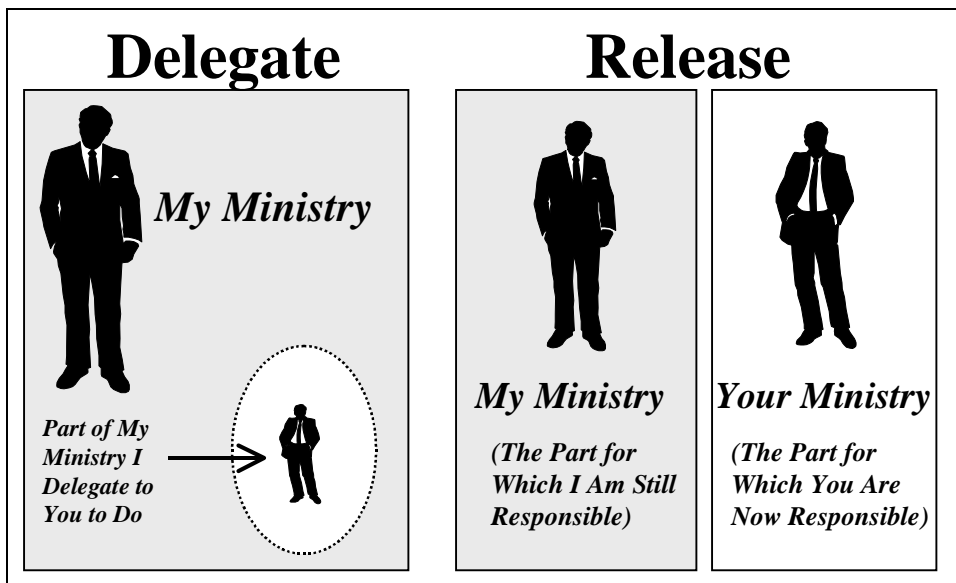 Delegate
My Ministry
Part of My
Ministry I
Delegate to
You to Do
Release
My Ministry
(The Part for
Which I Am Still
Responsible)
Your Ministry
(The Part for
Which You Are
Now Responsible)